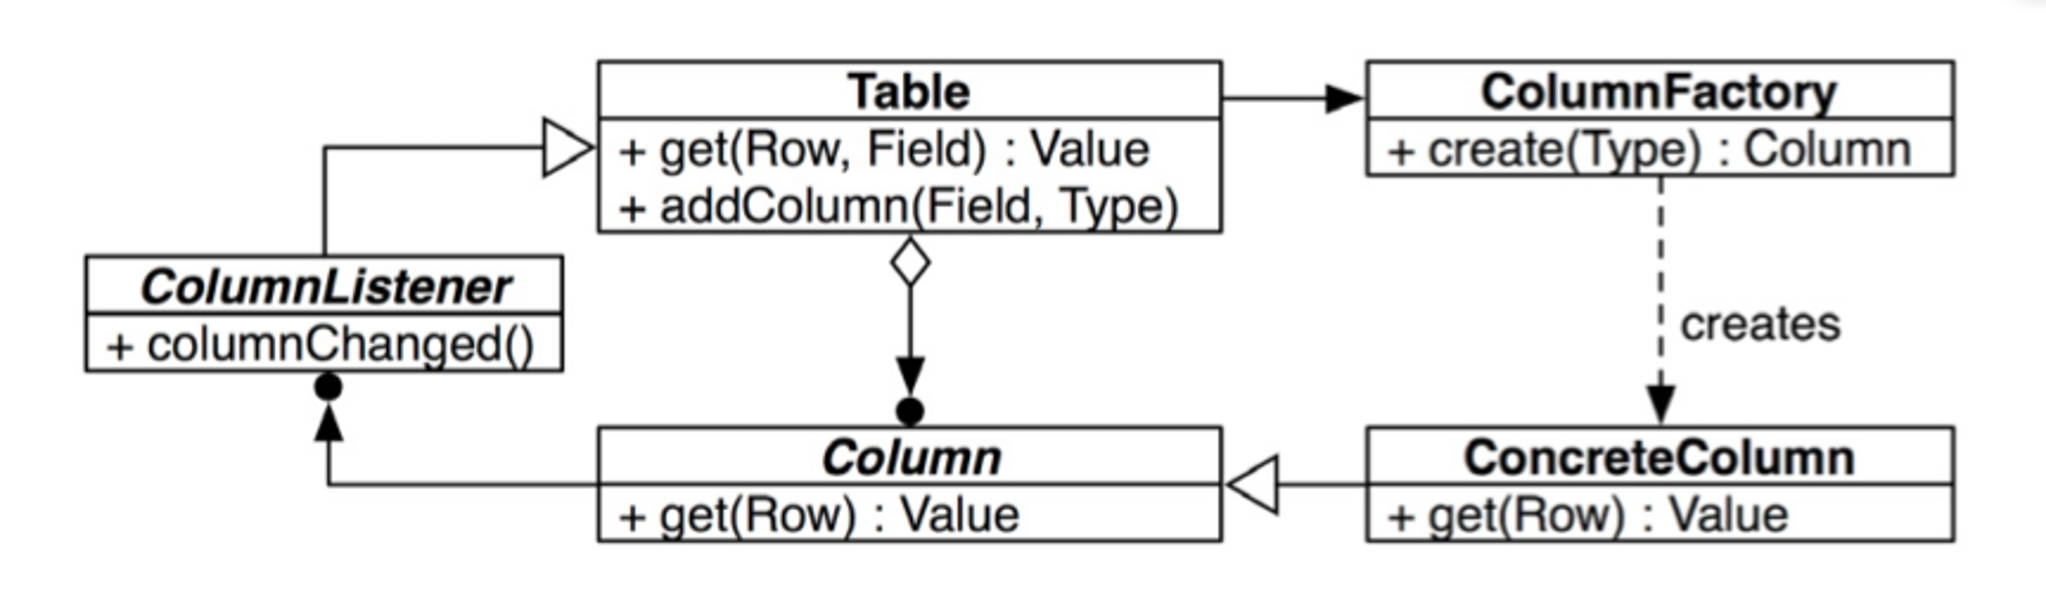 Table
+ get(Row, Field) : Value
+ addColumn(Field, Type)
ColumnFactory
+ create(Type) : Column
ColumnListener
+ columnChanged()
creates
Column
+ get(Row) : Value
ConcreteColumn
+ get(Row) : Value